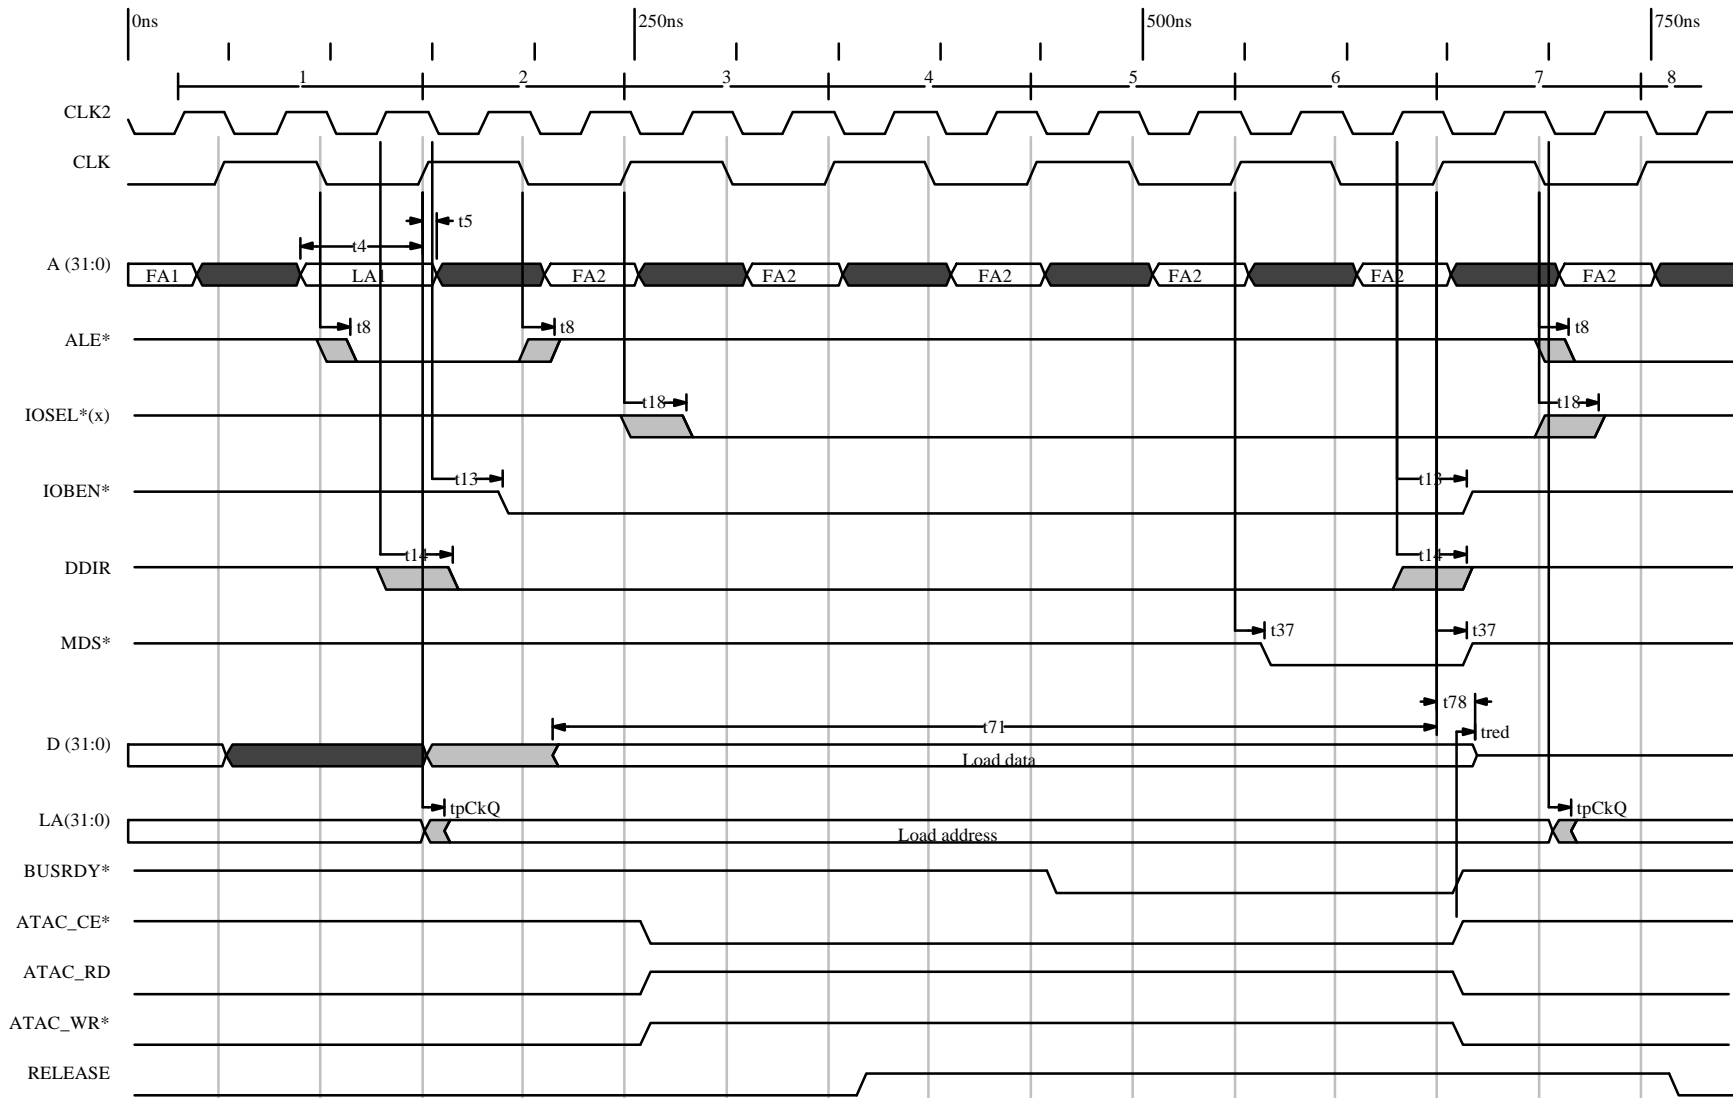 0ns 250ns 500ns 750ns
1 2 3 4 5 6 7 8
CLK2
CLK
t5
t4
A (31:0) FA1 LA1 FA2 FA2 FA2 FA2 FA2 FA2
t8 t8 t8
ALE*
t18 t18
IOSEL*(x)
t13 t13
IOBEN*
t14 t14
DDIR
t37 t37
MDS*
t78
t71 tred
D (31:0) Load data
tpCkQ tpCkQ
LA(31:0) Load address
BUSRDY*
ATAC_CE*
ATAC_RD
ATAC_WR*
RELEASE